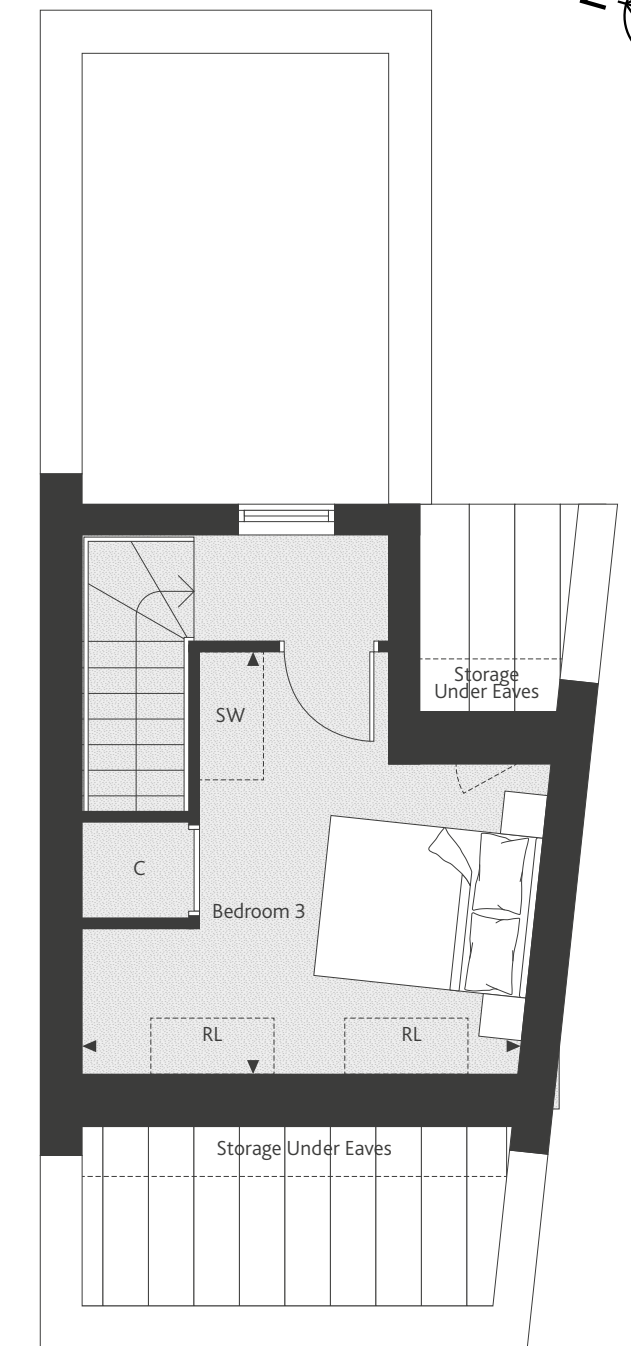 Storage
Under Eaves
SW
C
Bedroom 3
RL
RL
Storage Under Eaves